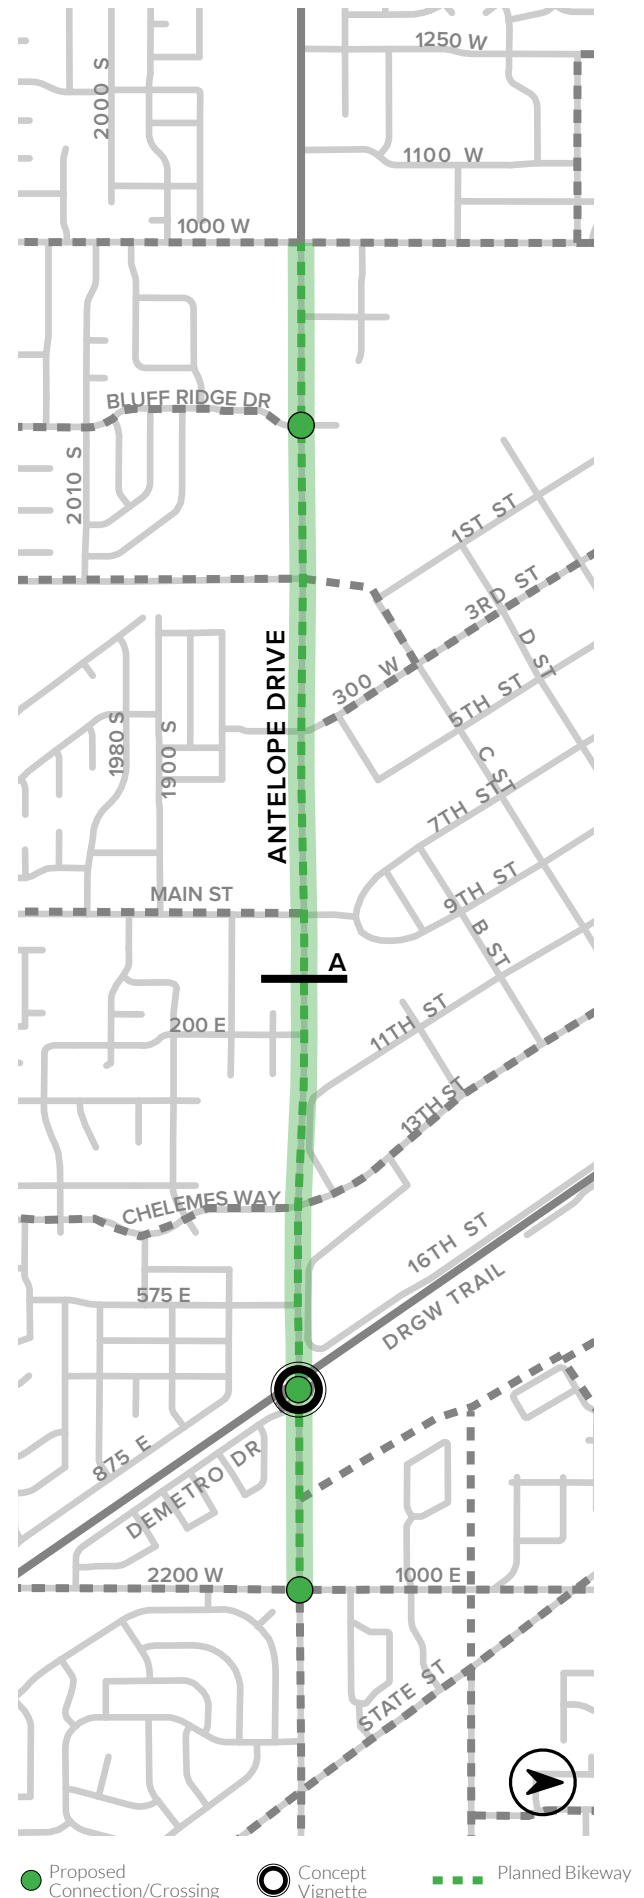 1250 W
2000 S
1100 W
1000 W
BLUFF RIDGE DR
2010 S
1ST ST
3RD ST
D ST
ANTELOPE DRIVE
300 W
5TH ST
1980 S
1900 S
C ST
7TH ST
MAIN ST
9TH ST
B ST
A
200 E
11TH ST
13TH ST
CHELEMES WAY
16TH ST
575 E
DRGW TRAIL
875 E
DEMETRO DR
2200 W
1000 E
STATE ST
Proposed
Connection/Crossing
Concept
Vignette
Planned Bikeway